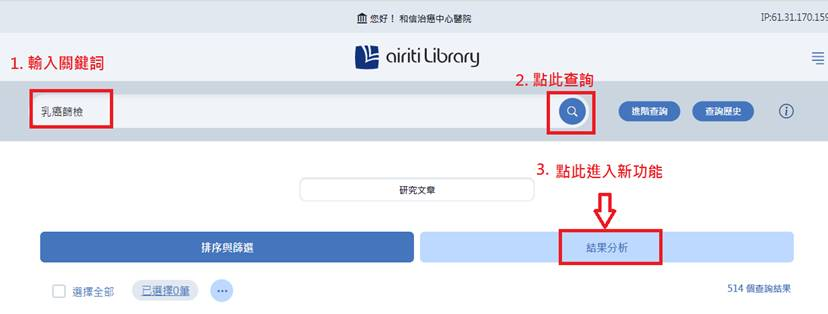 您好！ 和信治癌中心醫院
IP:61.31.170.159
1. 輸入關鍵詞
airiti Library
2. 點此查詢
乳癌篩檢
進階查詢
查詢歷史
3. 點此進入新功能
研究文章
排序與篩選
結果分析
選擇全部
已選擇0筆
514 個查詢結果